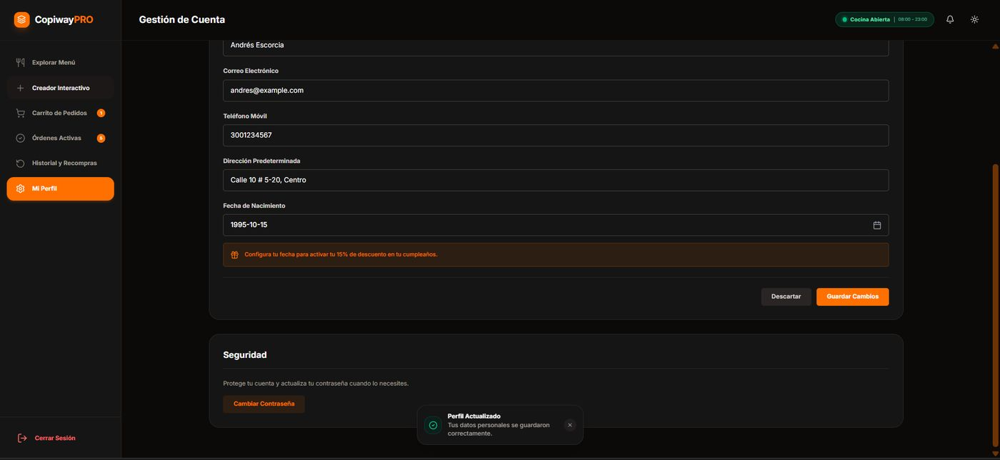 CopiwayPRO
Gestión de Cuenta
Cocina Abierta | 08:00 - 23:00
Explorar Menú
Creador Interactivo
Carrito de Pedidos 1
Órdenes Activas 5
Historial y Recompras
Mi Perfil
Cerrar Sesión
Andrés Escorcia
Correo Electrónico
andres@example.com
Teléfono Móvil
3001234567
Dirección Predeterminada
Calle 10 # 5-20, Centro
Fecha de Nacimiento
1995-10-15
Configura tu fecha para activar tu 15% de descuento en tu cumpleaños.
Descartar
Guardar Cambios
Seguridad
Protege tu cuenta y actualiza tu contraseña cuando lo necesites.
Cambiar Contraseña
Perfil Actualizado
Tus datos personales se guardaron
correctamente.